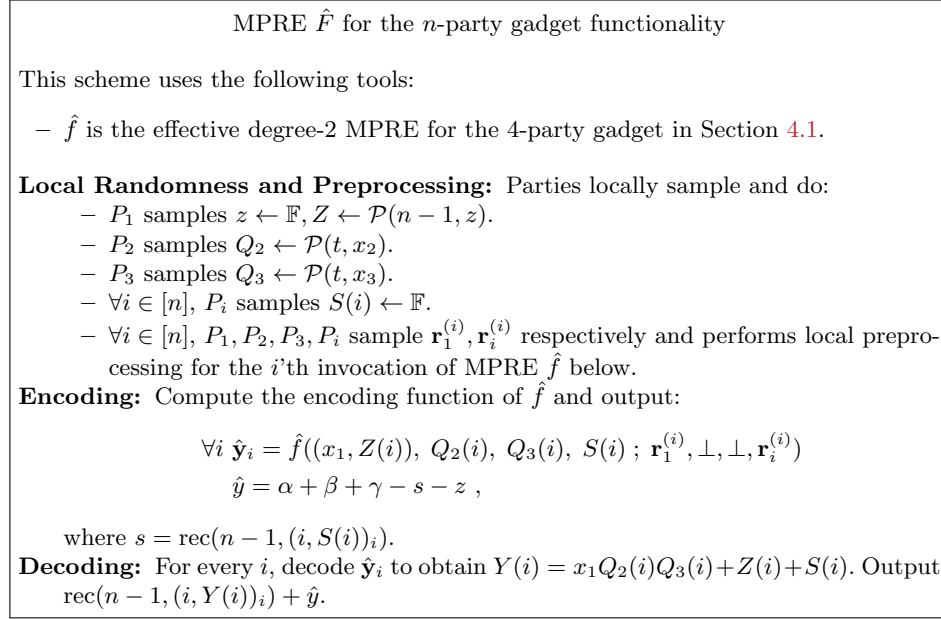 MPRE F̂ for the n-party gadget functionality
This scheme uses the following tools:
– f̂ is the effective degree-2 MPRE for the 4-party gadget in Section 4.1.
Local Randomness and Preprocessing: Parties locally sample and do:
– P₁ samples z ← 𝔽, Z ← 𝒫(n − 1, z).
– P₂ samples Q₂ ← 𝒫(t, x₂).
– P₃ samples Q₃ ← 𝒫(t, x₃).
– ∀i ∈ [n], Pᵢ samples S(i) ← 𝔽.
– ∀i ∈ [n], P₁, P₂, P₃, Pᵢ sample r₁⁽ⁱ⁾, rᵢ⁽ⁱ⁾ respectively and performs local prepro-
cessing for the i'th invocation of MPRE f̂ below.
Encoding: Compute the encoding function of f̂ and output:
∀i ŷᵢ = f̂((x₁, Z(i)), Q₂(i), Q₃(i), S(i) ; r₁⁽ⁱ⁾, ⊥, ⊥, rᵢ⁽ⁱ⁾)
ŷ = α + β + γ − s − z ,
where s = rec(n − 1, (i, S(i))ᵢ).
Decoding: For every i, decode ŷᵢ to obtain Y(i) = x₁Q₂(i)Q₃(i)+Z(i)+S(i). Output
rec(n − 1, (i, Y(i))ᵢ) + ŷ.